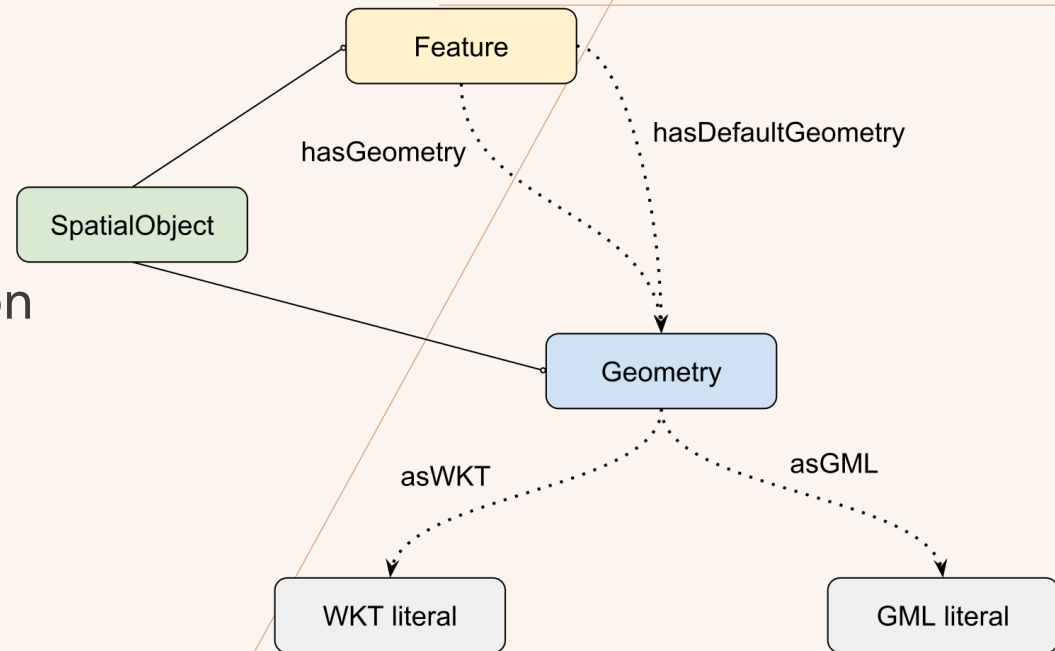 Feature
hasDefaultGeometry
hasGeometry
SpatialObject
Geometry
asGML
asWKT
WKT literal
GML literal